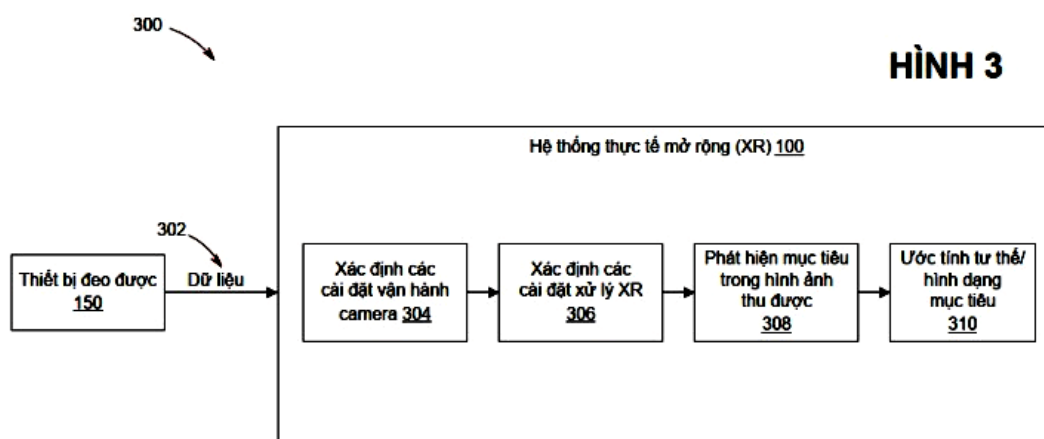 300
HÌNH 3
Hệ thống thực tế mở rộng (XR) 100
302
Thiết bị đeo được
150
Dữ liệu
Xác định các
cài đặt vận hành
camera 304
Xác định các
cài đặt xử lý XR
306
Phát hiện mục tiêu
trong hình ảnh
thu được
308
Ước tính tư thế/
hình dạng
mục tiêu
310